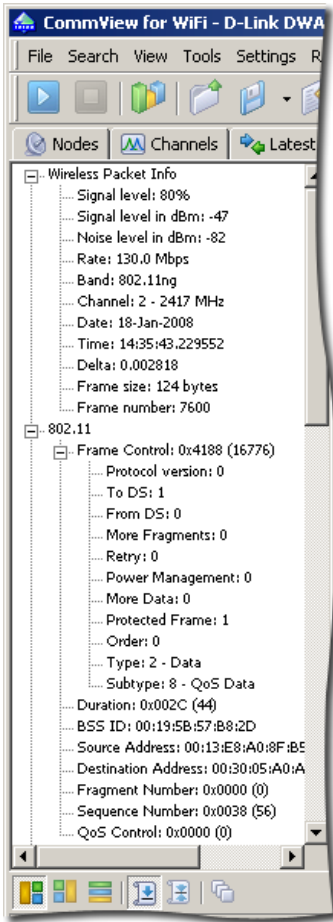 CommView for WiFi - D-Link DWA
File Search View Tools Settings R
Nodes Channels Latest
Wireless Packet Info
Signal level: 80%
Signal level in dBm: -47
Noise level in dBm: -82
Rate: 130.0 Mbps
Band: 802.11ng
Channel: 2 - 2417 MHz
Date: 18-Jan-2008
Time: 14:35:43.229552
Delta: 0.002818
Frame size: 124 bytes
Frame number: 7600
802.11
Frame Control: 0x4188 (16776)
Protocol version: 0
To DS: 1
From DS: 0
More Fragments: 0
Retry: 0
Power Management: 0
More Data: 0
Protected Frame: 1
Order: 0
Type: 2 - Data
Subtype: 8 - QoS Data
Duration: 0x002C (44)
BSS ID: 00:19:5B:57:B8:2D
Source Address: 00:13:E8:A0:8F:B5
Destination Address: 00:30:05:A0:A
Fragment Number: 0x0000 (0)
Sequence Number: 0x0038 (56)
QoS Control: 0x0000 (0)